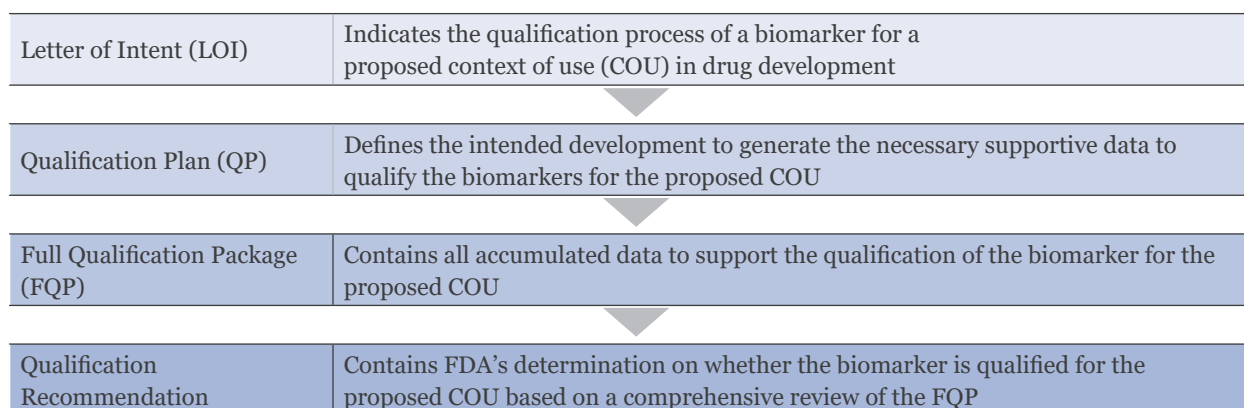 Letter of Intent (LOI)
Indicates the qualification process of a biomarker for a
proposed context of use (COU) in drug development
Qualification Plan (QP)
Defines the intended development to generate the necessary supportive data to
qualify the biomarkers for the proposed COU
Full Qualification Package
(FQP)
Contains all accumulated data to support the qualification of the biomarker for the
proposed COU
Qualification
Recommendation
Contains FDA’s determination on whether the biomarker is qualified for the
proposed COU based on a comprehensive review of the FQP